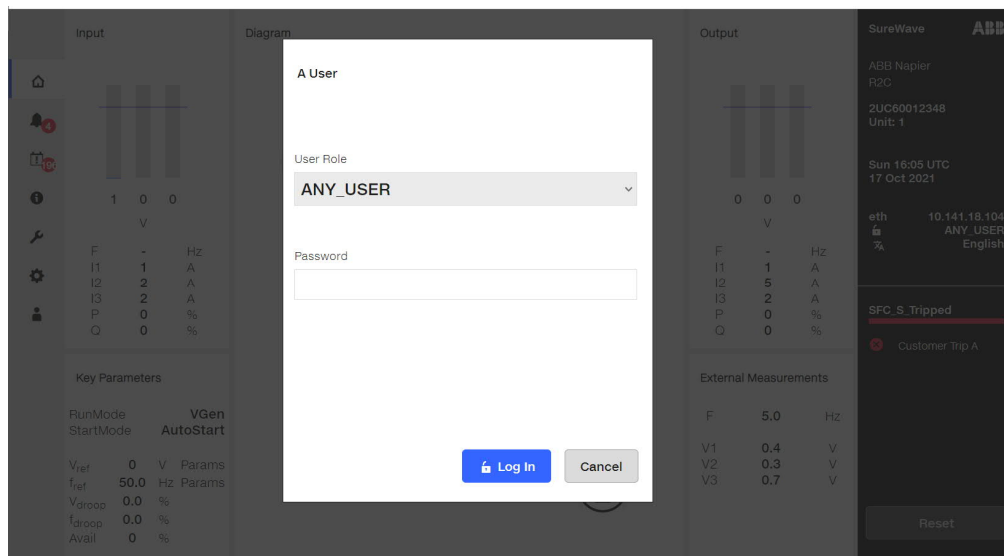 Input
Diagram
Output
SureWave ABB
A User
ABB Napier
R2C
4
2UC60012348
Unit: 1
User Role
196
Sun 16:05 UTC
17 Oct 2021
ANY_USER
1 0 0
V
0 0 0
V
eth 10.141.18.104
ANY_USER
English
F - Hz
I1 1 A
I2 2 A
I3 2 A
P 0 %
Q 0 %
Password
F - Hz
I1 1 A
I2 5 A
I3 2 A
P 0 %
Q 0 %
SFC_S_Tripped
Customer Trip A
Key Parameters
RunMode VGen
StartMode AutoStart
Vref 0 V Params
fref 50.0 Hz Params
Vdroop 0.0 %
fdroop 0.0 %
Avail 0 %
Log In
Cancel
External Measurements
F 5.0 Hz
V1 0.4 V
V2 0.3 V
V3 0.7 V
Reset